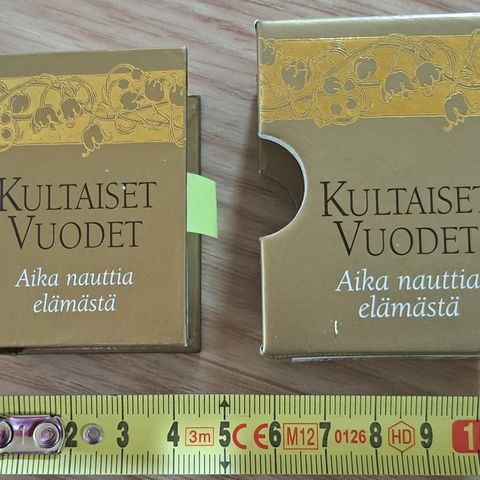 KULTAISET
VUODET
Aika nauttia
elämästä
KULTAISET
VUODET
Aika nauttia
elämästä
2 3 4 3m 5 CE 6 M12 7 0126 8 HD 9 1